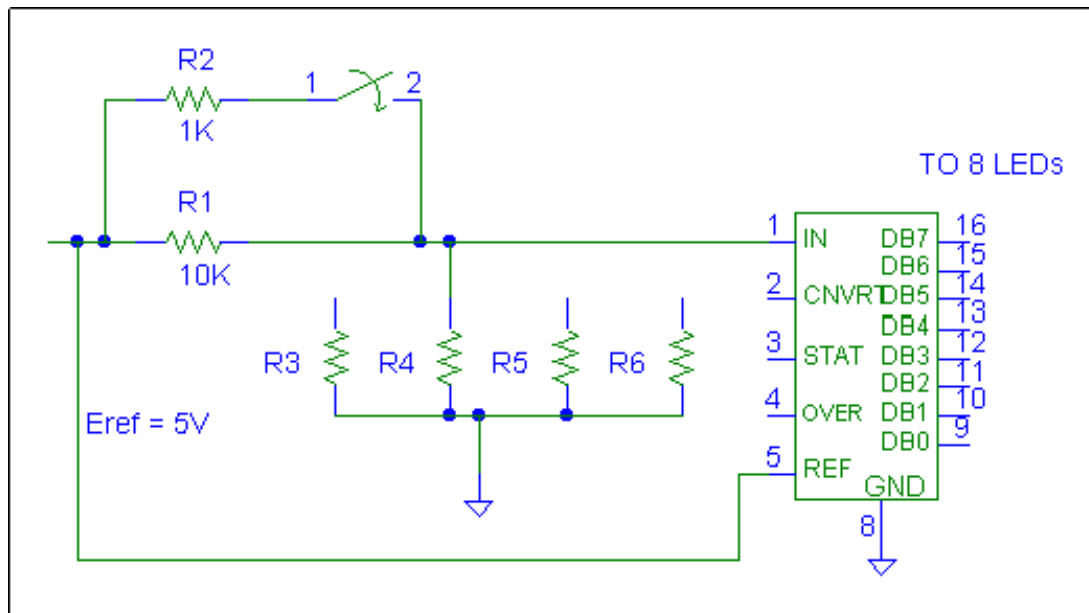 R2
1 2
1K
TO 8 LEDs
R1
10K
1 IN DB7 16
DB6 15
2 CNVRT DB5 14
DB4 13
3 STAT DB3 12
DB2 11
4 OVER DB1 10
DB0 9
5 REF
GND
8
R3 R4 R5 R6
Eref = 5V